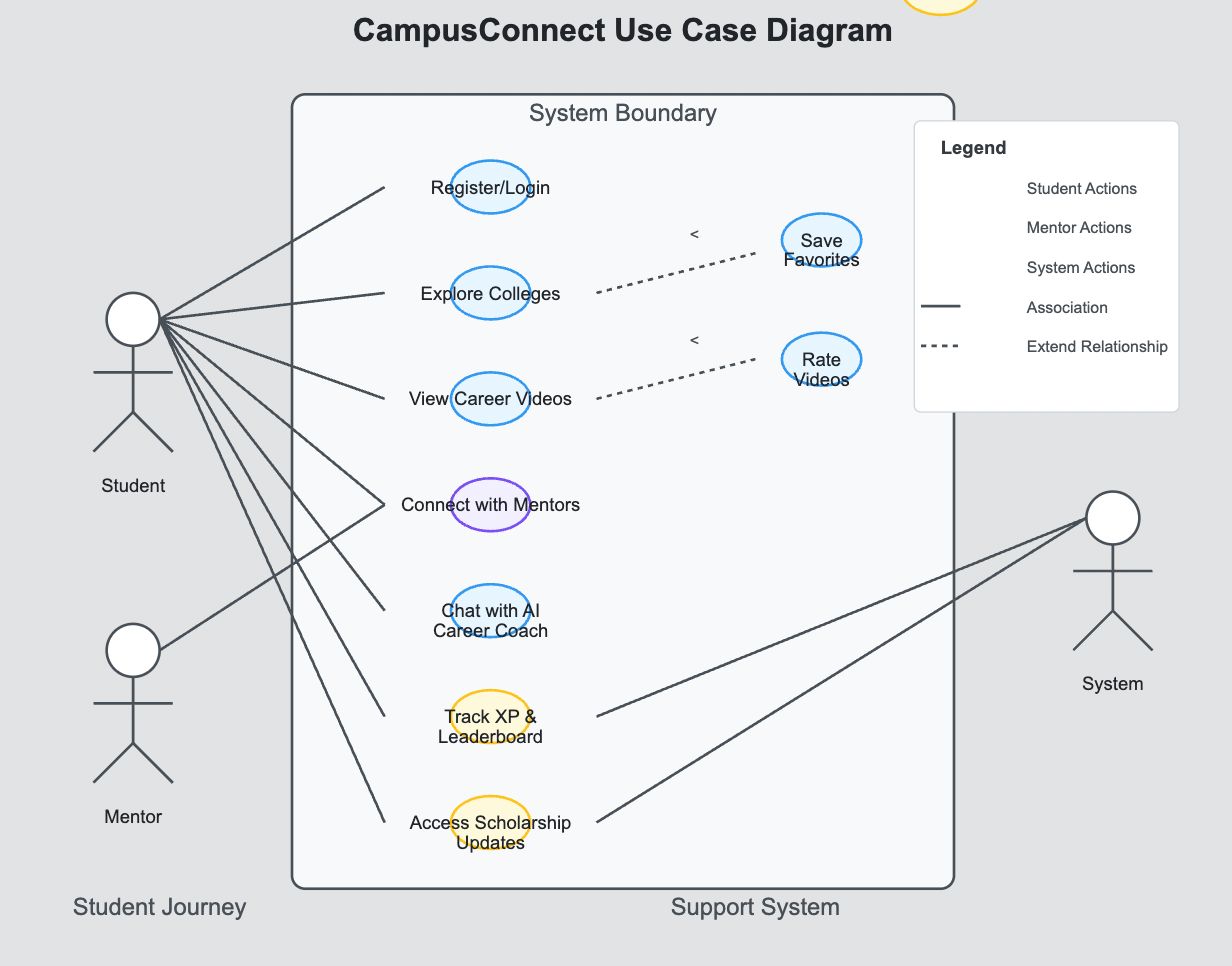 CampusConnect Use Case Diagram
System Boundary
Legend
Register/Login
Student Actions
Mentor Actions
<
Save
Favorites
System Actions
Explore Colleges
Association
<
Extend Relationship
Rate
Videos
View Career Videos
Student
Connect with Mentors
Chat with AI
Career Coach
System
Track XP &
Leaderboard
Mentor
Access Scholarship
Updates
Student Journey
Support System